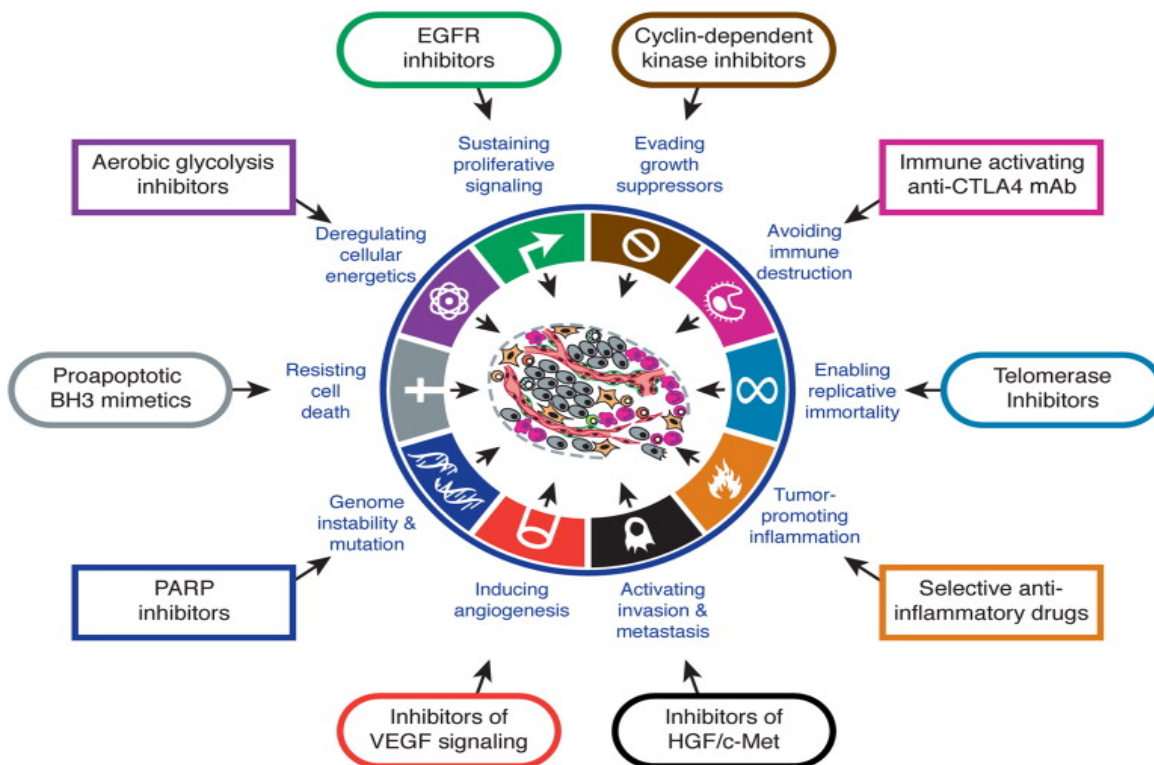 EGFR
inhibitors
Cyclin-dependent
kinase inhibitors
Sustaining
proliferative
signaling
Evading
growth
suppressors
Aerobic glycolysis
inhibitors
Immune activating
anti-CTLA4 mAb
Deregulating
cellular
energetics
Avoiding
immune
destruction
Proapoptotic
BH3 mimetics
Resisting
cell
death
Enabling
replicative
immortality
Telomerase
Inhibitors
Genome
instability &
mutation
Tumor-
promoting
inflammation
PARP
inhibitors
Inducing
angiogenesis
Activating
invasion &
metastasis
Selective anti-
inflammatory drugs
Inhibitors of
VEGF signaling
Inhibitors of
HGF/c-Met